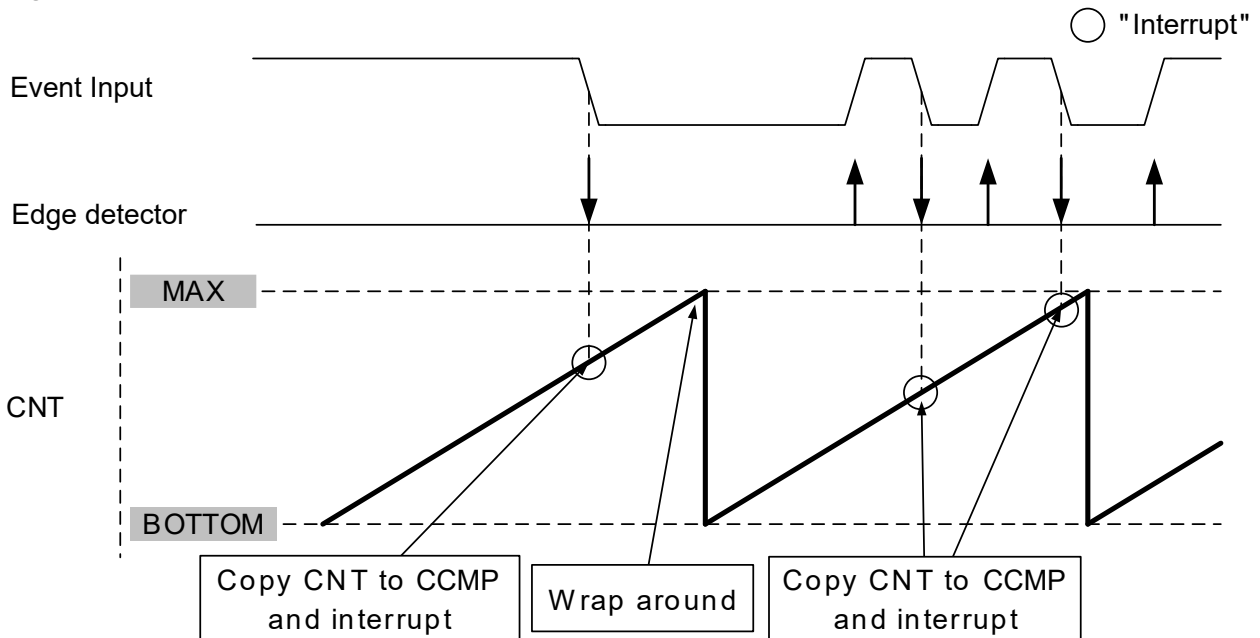 "Interrupt"
Event Input
Edge detector
MAX
CNT
BOTTOM
Copy CNT to CCMP
and interrupt
Wrap around
Copy CNT to CCMP
and interrupt